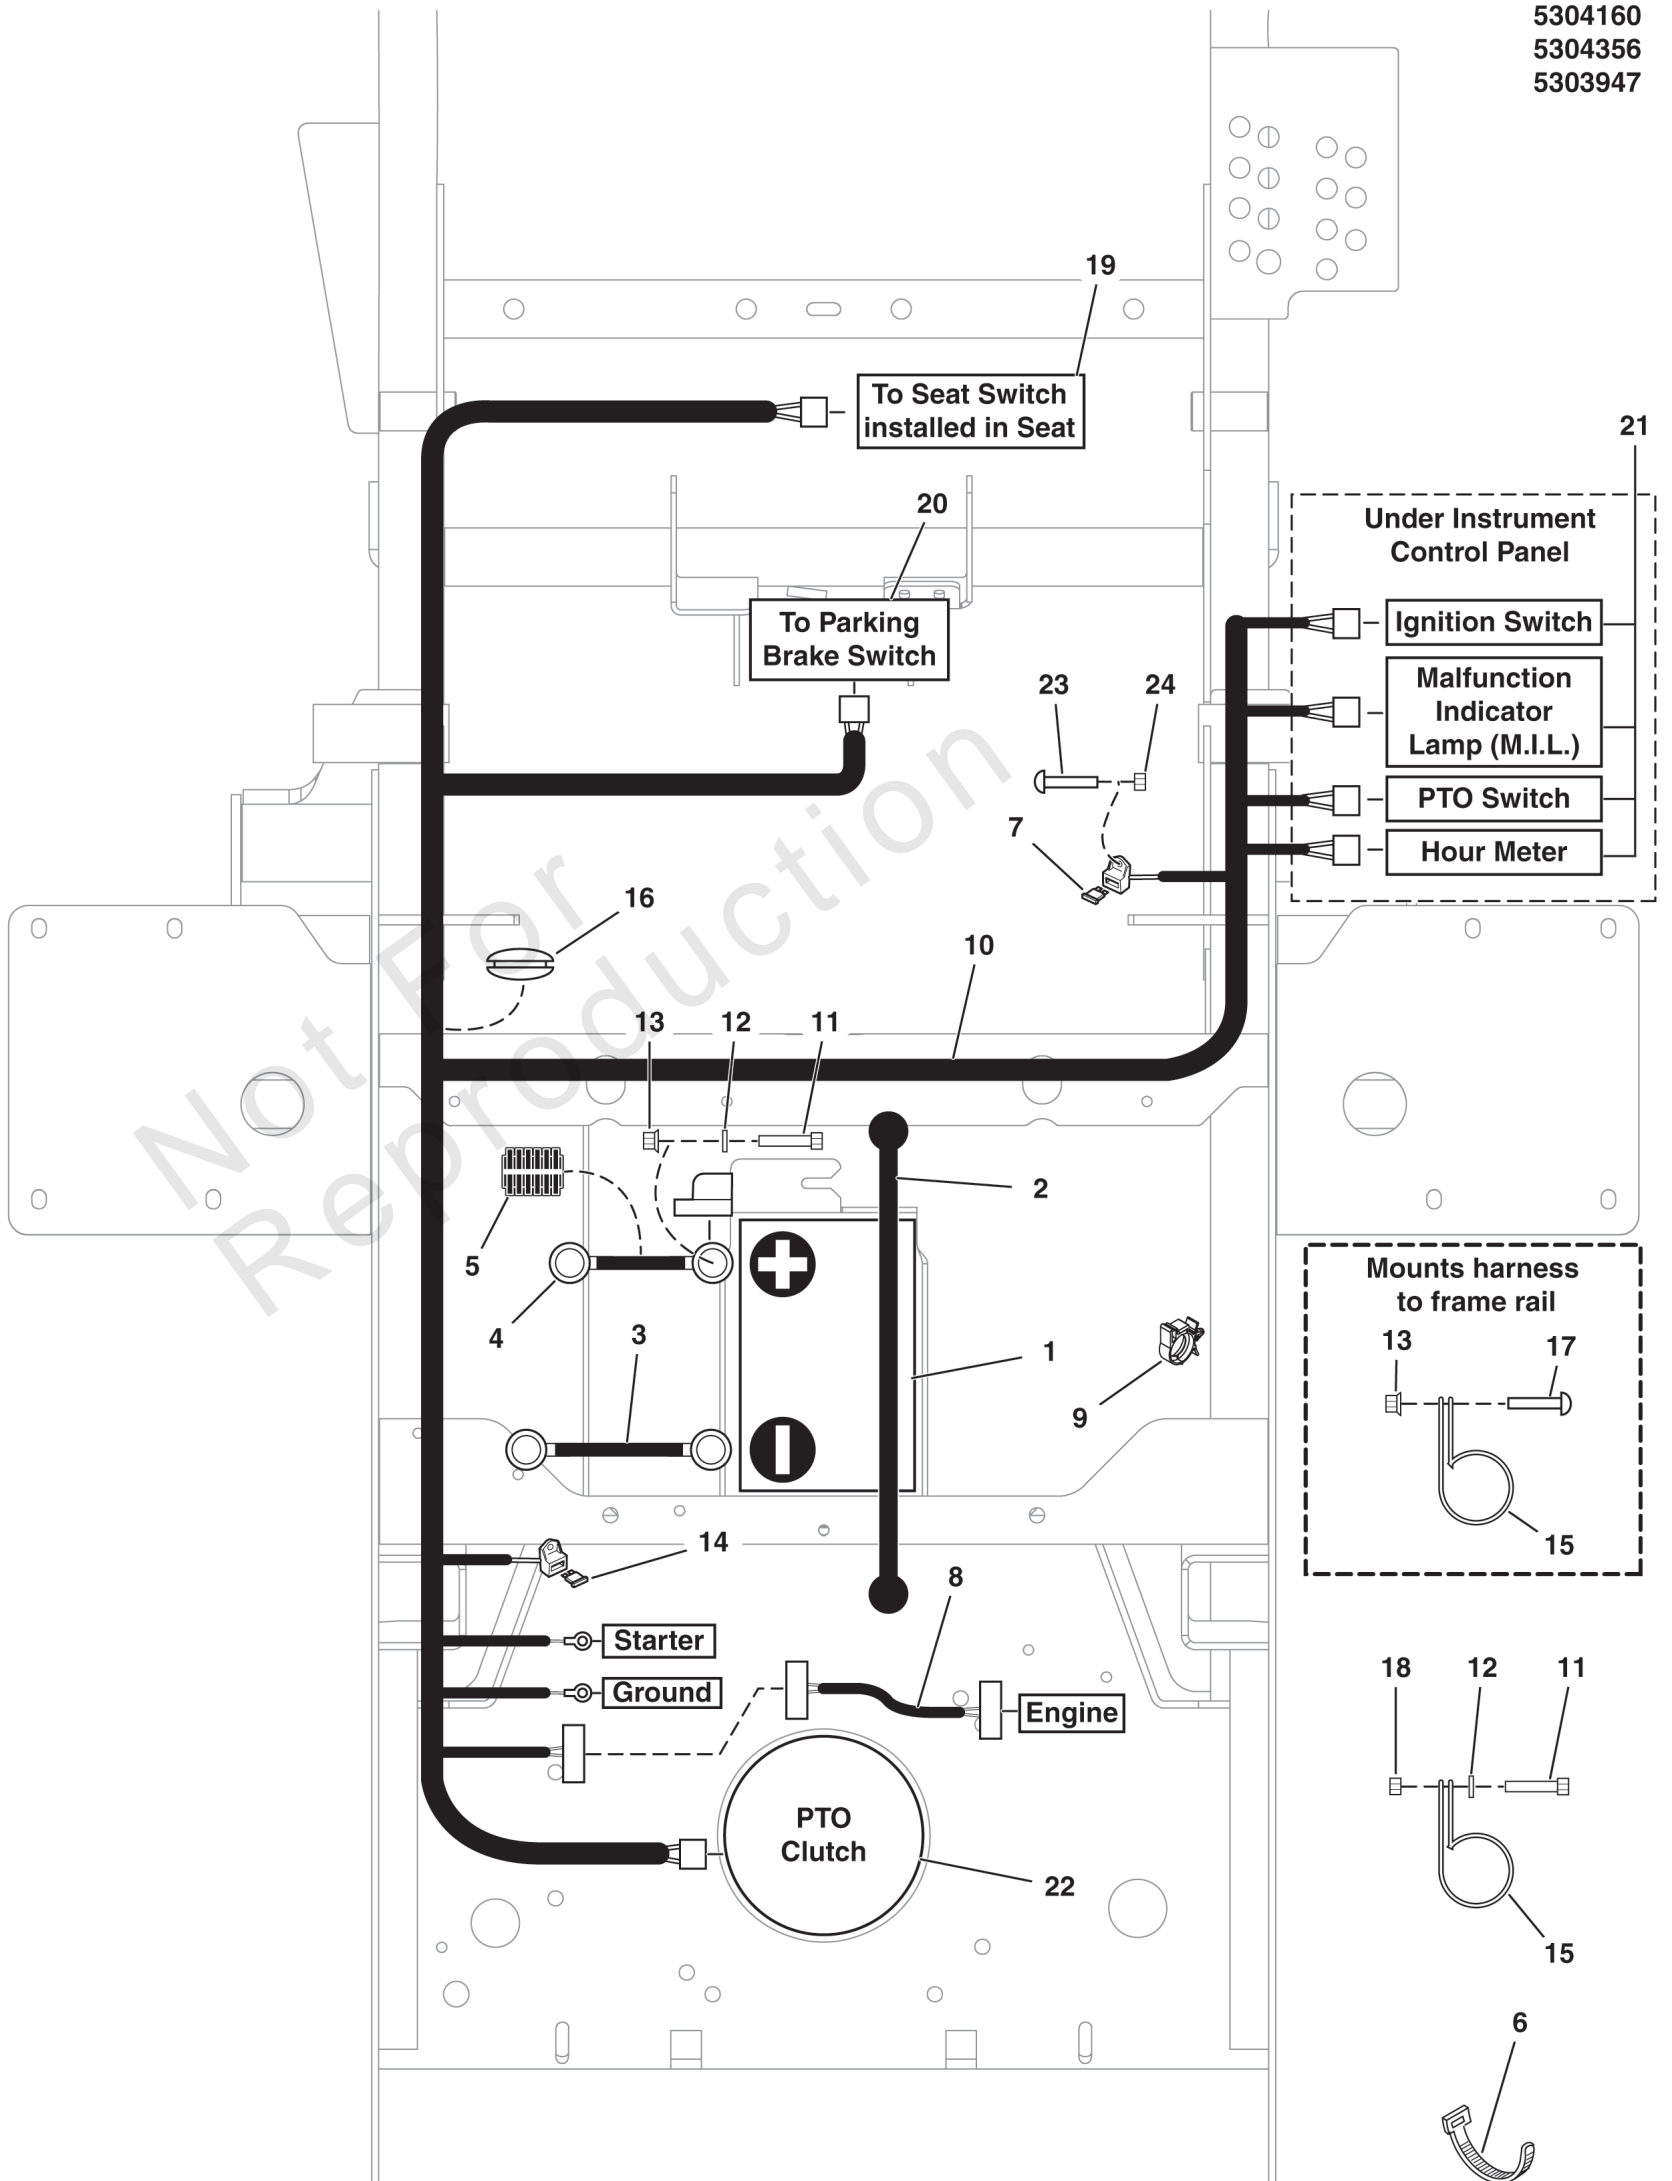 5304160
5304356
5303947
19
To Seat Switch
installed in Seat
21
20
Under Instrument
Control Panel
To Parking
Brake Switch
Ignition Switch
23
24
Malfunction
Indicator
Lamp (M.I.L.)
PTO Switch
7
Hour Meter
16
10
Not For
Reproduction
13
12
11
2
5
Mounts harness
to frame rail
4
3
1
13
17
9
14
15
8
Starter
18
12
11
Ground
Engine
PTO
Clutch
22
15
6